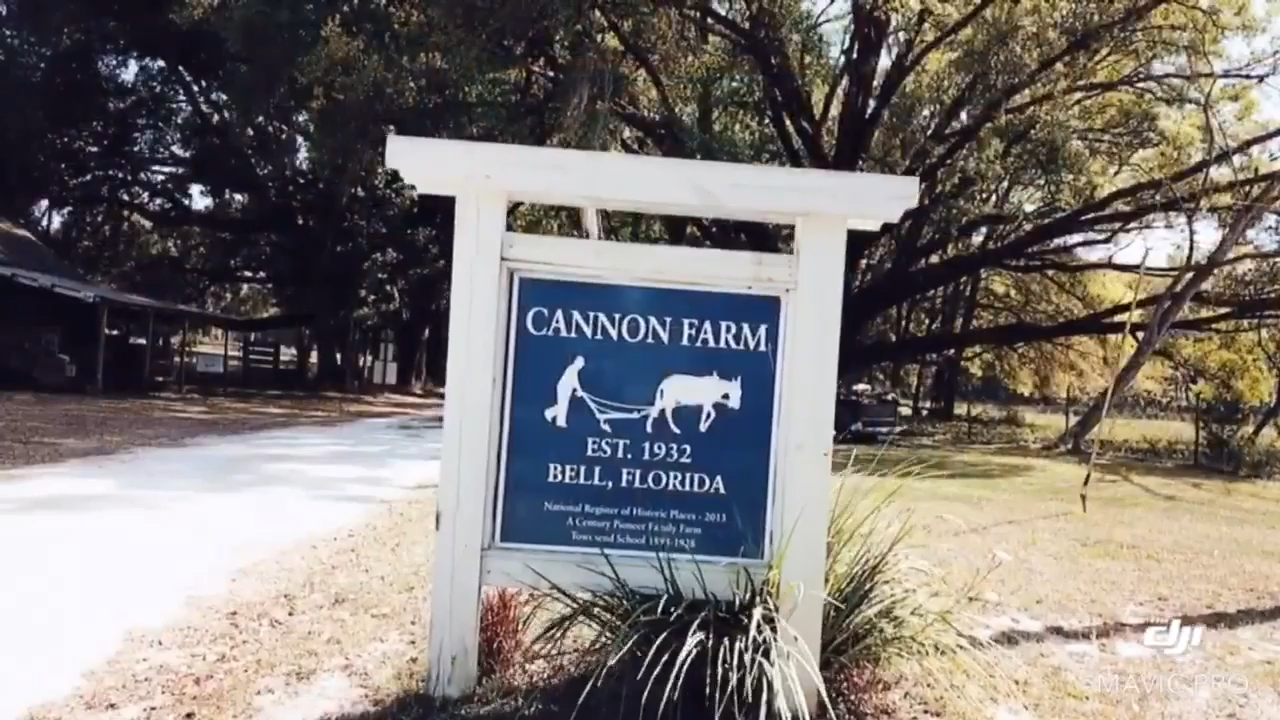 CANNON FARM
EST. 1932
BELL, FLORIDA
National Register of Historic Places - 2013
A Century Pioneer Family Farm
Townsend School 1895-1928
dji
MAVIC PRO